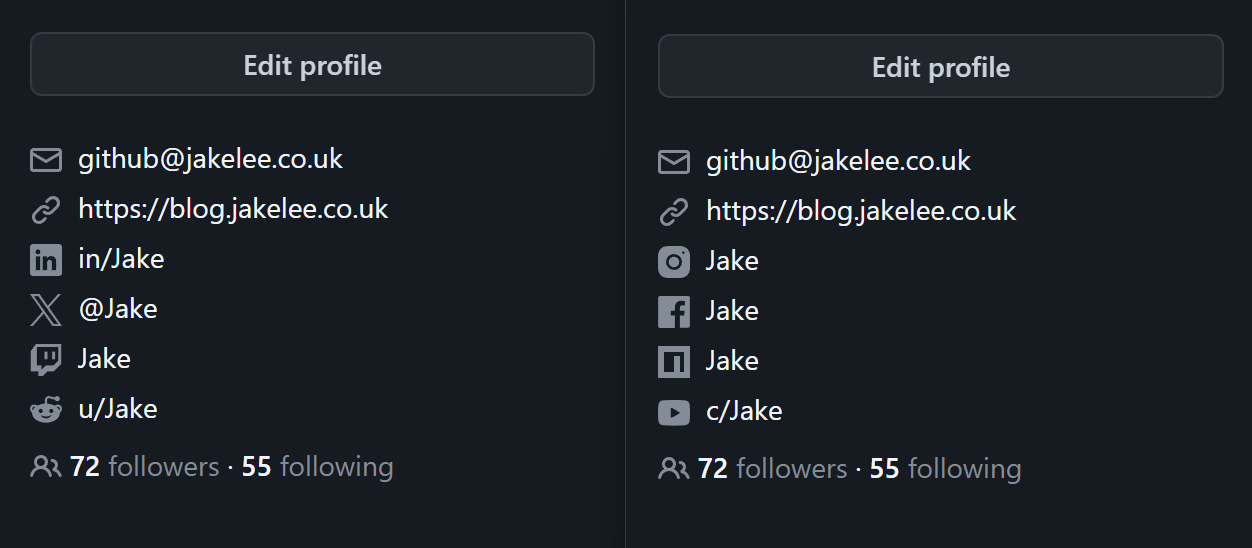 Edit profile
github@jakelee.co.uk
https://blog.jakelee.co.uk
in/Jake
@Jake
Jake
u/Jake
72 followers · 55 following
Edit profile
github@jakelee.co.uk
https://blog.jakelee.co.uk
Jake
Jake
Jake
c/Jake
72 followers · 55 following